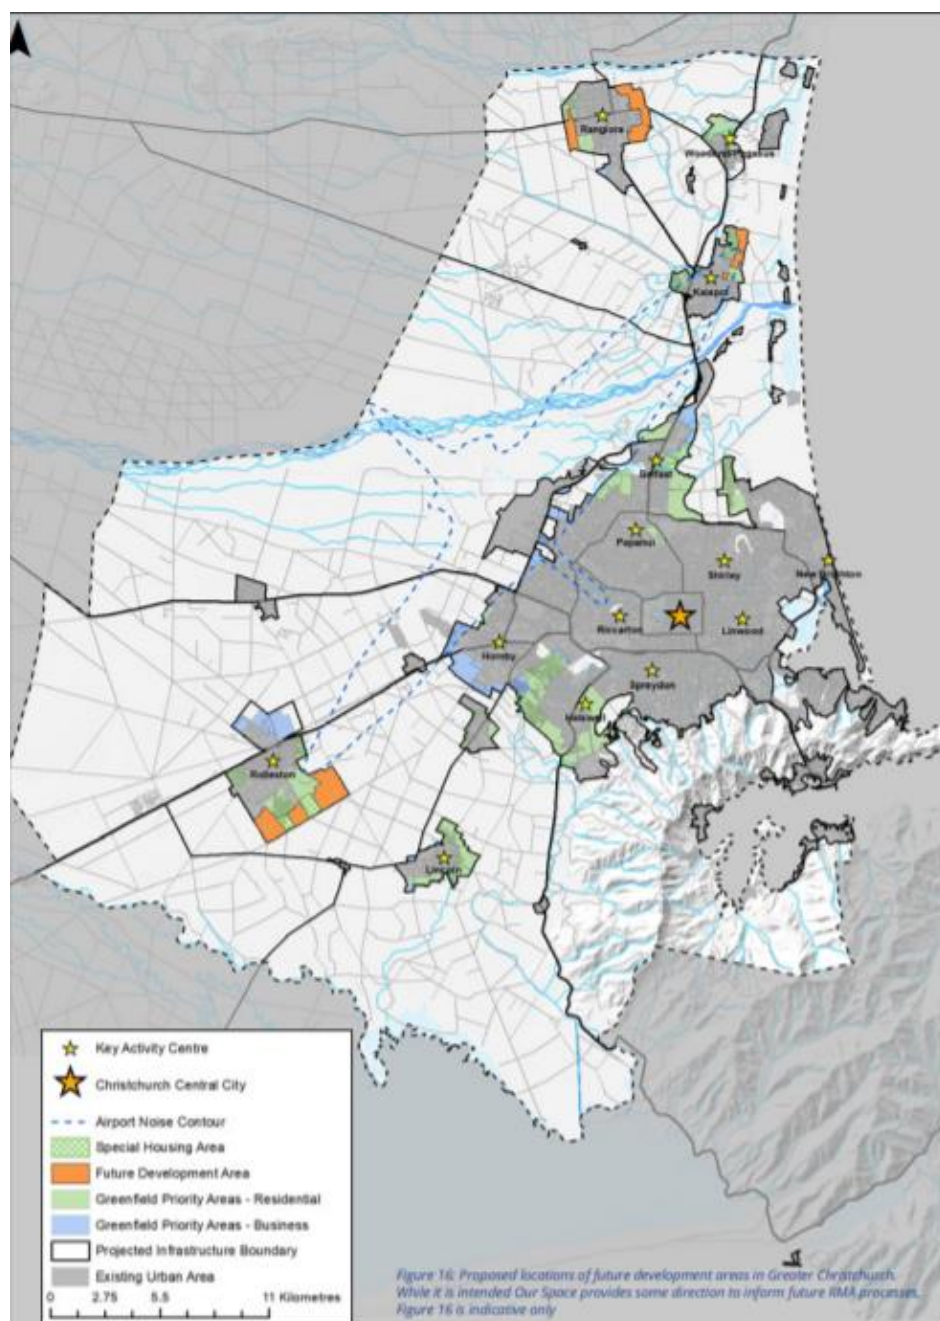 Rangiora
Woodend/Pegasus
Kaiapoi
Belfast
Papanui
Shirley
New Brighton
Riccarton
Linwood
Hornby
Spreydon
Halswell
Rolleston
Lincoln
Key Activity Centre
Christchurch Central City
Airport Noise Contour
Special Housing Area
Future Development Area
Greenfield Priority Areas - Residential
Greenfield Priority Areas - Business
Projected Infrastructure Boundary
Existing Urban Area
0 2.75 5.5 11 Kilometres
Figure 16: Proposed locations of future development areas in Greater Christchurch.
While it is intended Our Space provides some direction to inform future RMA processes,
Figure 16 is indicative only